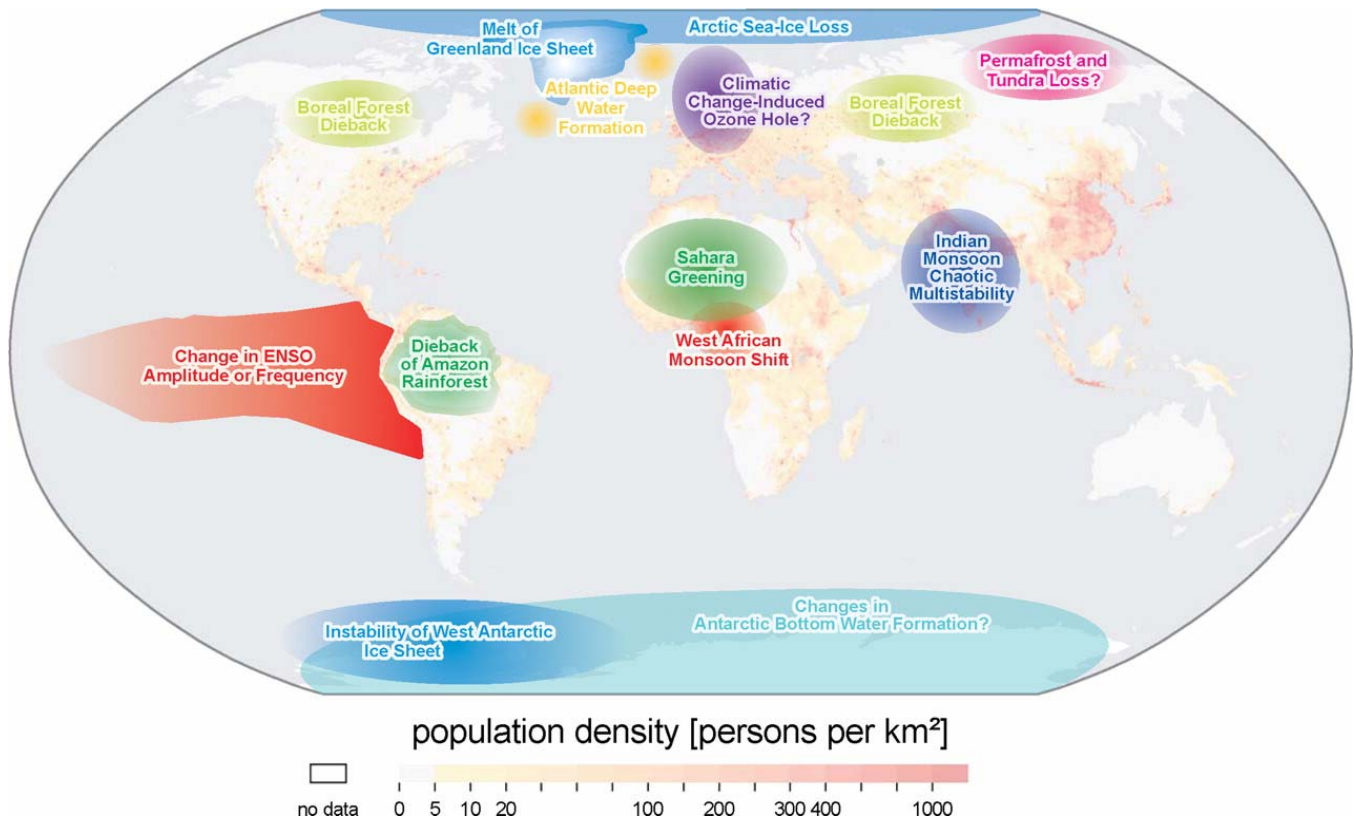 Melt of
Greenland Ice Sheet
Arctic Sea-Ice Loss
Permafrost and
Tundra Loss?
Boreal Forest
Dieback
Atlantic Deep
Water
Formation
Climatic
Change-Induced
Ozone Hole?
Boreal Forest
Dieback
Sahara
Greening
Indian
Monsoon
Chaotic
Multistability
West African
Monsoon Shift
Change in ENSO
Amplitude or Frequency
Dieback
of Amazon
Rainforest
Instability of West Antarctic
Ice Sheet
Changes in
Antarctic Bottom Water Formation?
population density [persons per km²]
no data 0 5 10 20 100 200 300 400 1000